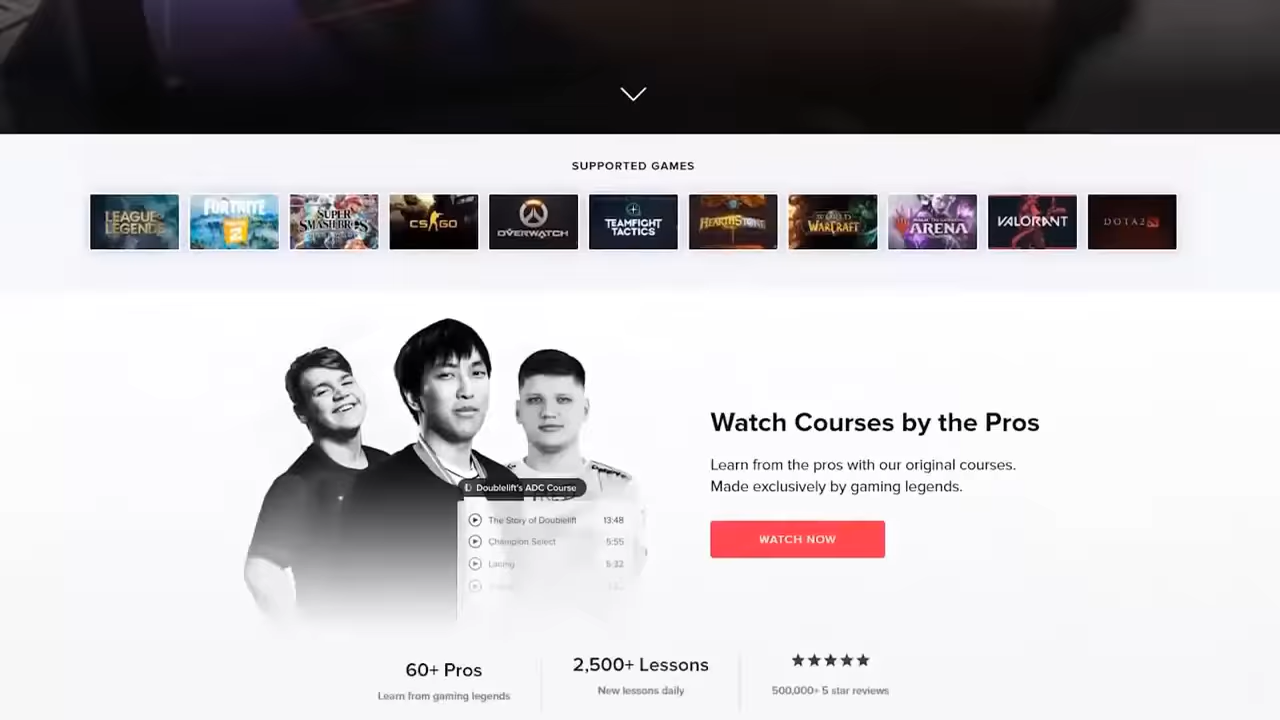 SUPPORTED GAMES
LEAGUE OF LEGENDS
FORTNITE 2
SUPER SMASH BROS
CS GO
OVERWATCH
TEAMFIGHT TACTICS
HEARTHSTONE
WORLD WARCRAFT
ARENA
VALORANT
DOTA 2
Watch Courses by the Pros
Learn from the pros with our original courses.
Made exclusively by gaming legends.
WATCH NOW
Doublelift's ADC Course
The Story of Doublelift 13:48
Champion Select 5:55
Laning 5:32
60+ Pros
Learn from gaming legends
2,500+ Lessons
New lessons daily
500,000+ 5 star reviews